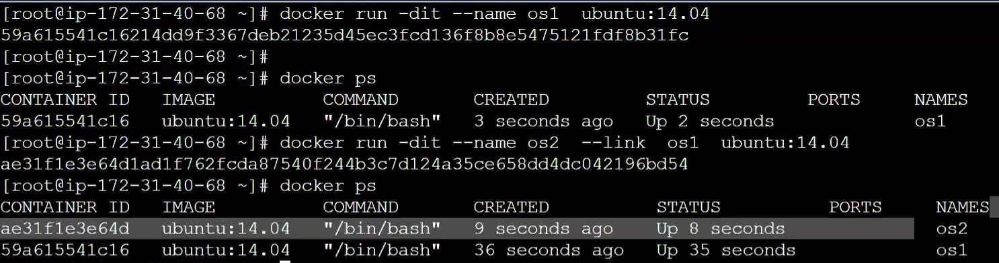 [root@ip-172-31-40-68 ~]# docker run -dit --name os1  ubuntu:14.04
59a615541c16214dd9f3367deb21235d45ec3fcd136f8b8e5475121fdf8b31fc
[root@ip-172-31-40-68 ~]#
[root@ip-172-31-40-68 ~]# docker ps
CONTAINER ID   IMAGE          COMMAND       CREATED         STATUS         PORTS     NAMES
59a615541c16   ubuntu:14.04   "/bin/bash"   3 seconds ago   Up 2 seconds             os1
[root@ip-172-31-40-68 ~]# docker run -dit --name os2  --link  os1  ubuntu:14.04
ae31f1e3e64d1ad1f762fcda87540f244b3c7d124a35ce658dd4dc042196bd54
[root@ip-172-31-40-68 ~]# docker ps
CONTAINER ID   IMAGE          COMMAND       CREATED          STATUS          PORTS     NAMES
ae31f1e3e64d   ubuntu:14.04   "/bin/bash"   9 seconds ago    Up 8 seconds              os2
59a615541c16   ubuntu:14.04   "/bin/bash"   36 seconds ago   Up 35 seconds             os1